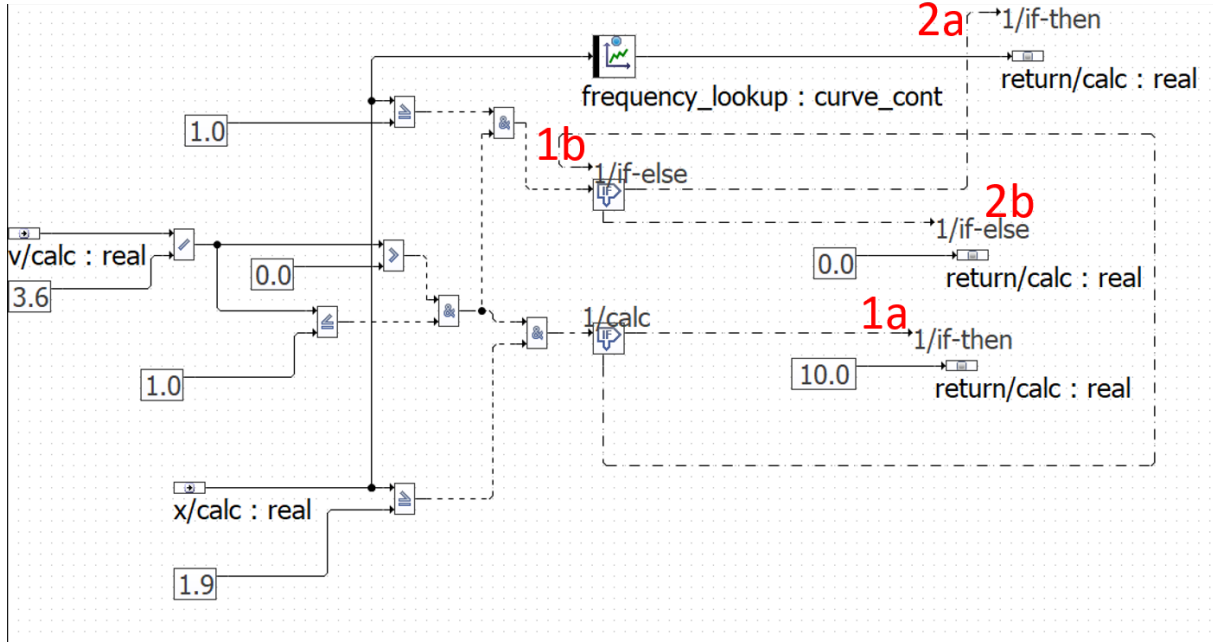 2a
1/if-then
return/calc : real
frequency_lookup : curve_cont
1.0
≥
&
1b
1/if-else
IF
2b
1/if-else
v/calc : real
/
3.6
0.0
>
0.0
return/calc : real
≤
&
&
1/calc
IF
1a
1/if-then
1.0
10.0
return/calc : real
x/calc : real
≥
1.9